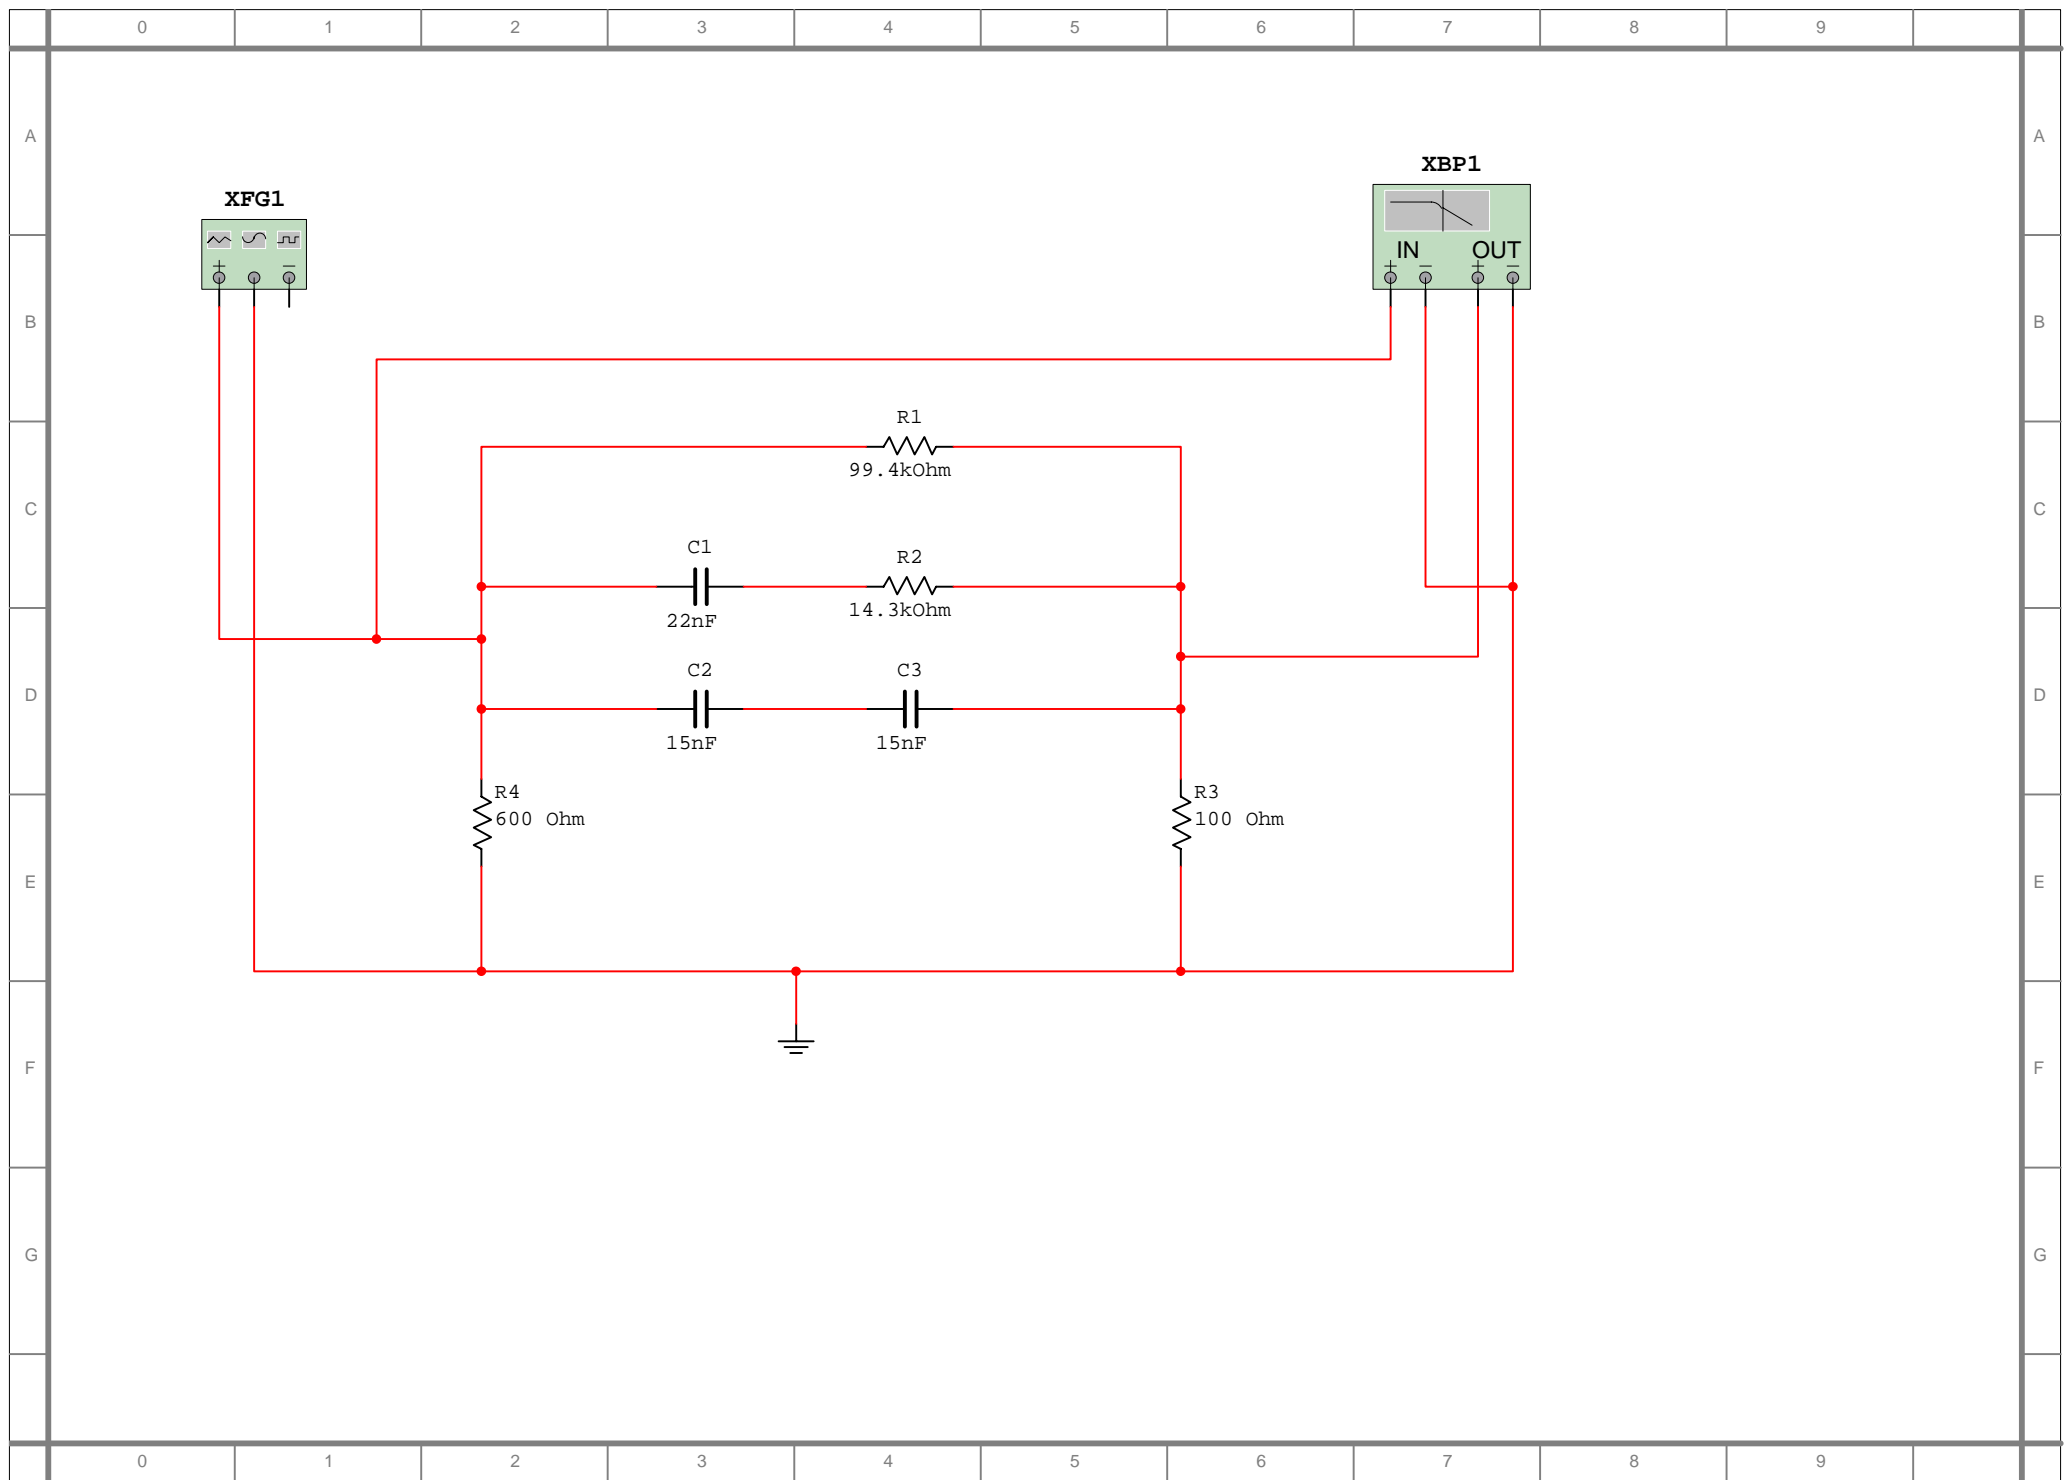 0 1 2 3 4 5 6 7 8 9
A A
XBP1
XFG1
IN OUT
B B
R1
99.4kOhm
C C
C1 R2
22nF 14.3kOhm
C2 C3
D D
15nF 15nF
R4 R3
600 Ohm 100 Ohm
E E
F F
G G
0 1 2 3 4 5 6 7 8 9